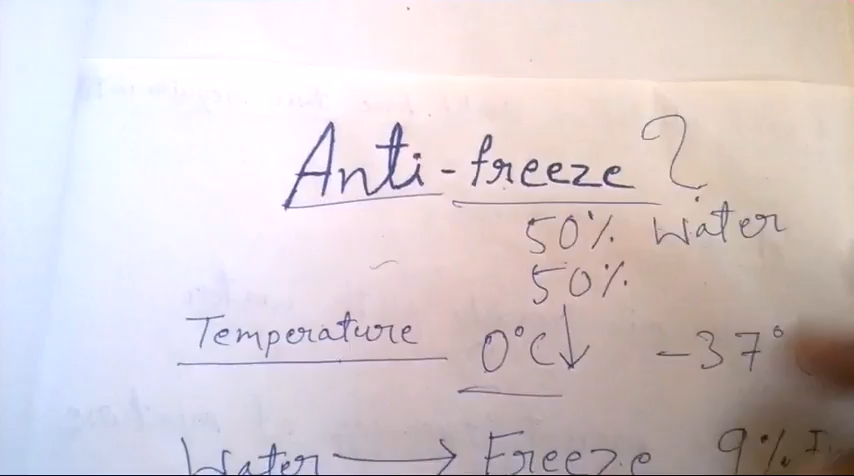 Anti-freeze?
50% Water
50%
Temperature 0°C↓ -37°
Water → Freeze 9%